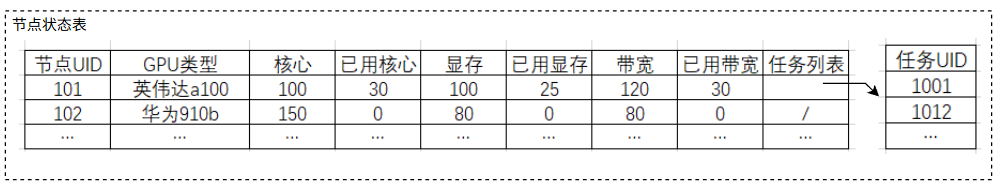 节点状态表
节点UID GPU类型 核心 已用核心 显存 已用显存 带宽 已用带宽 任务列表 任务UID
101 英伟达a100 100 30 100 25 120 30 1001
102 华为910b 150 0 80 0 80 0 / 1012
... ... ... ... ... ... ... ... ... ...